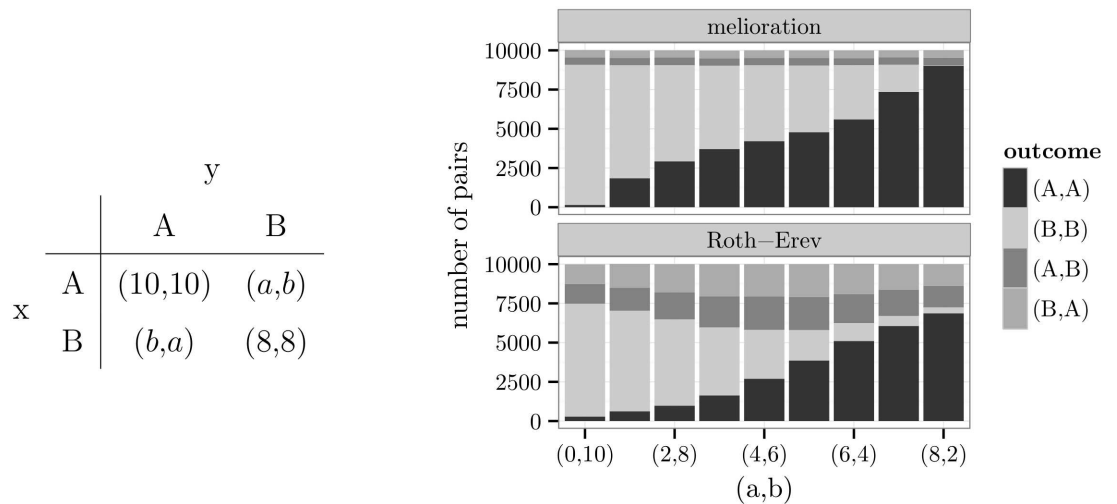 y
A B
A (10,10) (a,b)
x
B (b,a) (8,8)
number of pairs
melioration
10000
7500
5000
2500
0
Roth−Erev
10000
7500
5000
2500
0
(0,10) (2,8) (4,6) (6,4) (8,2)
(a,b)
outcome
(A,A)
(B,B)
(A,B)
(B,A)